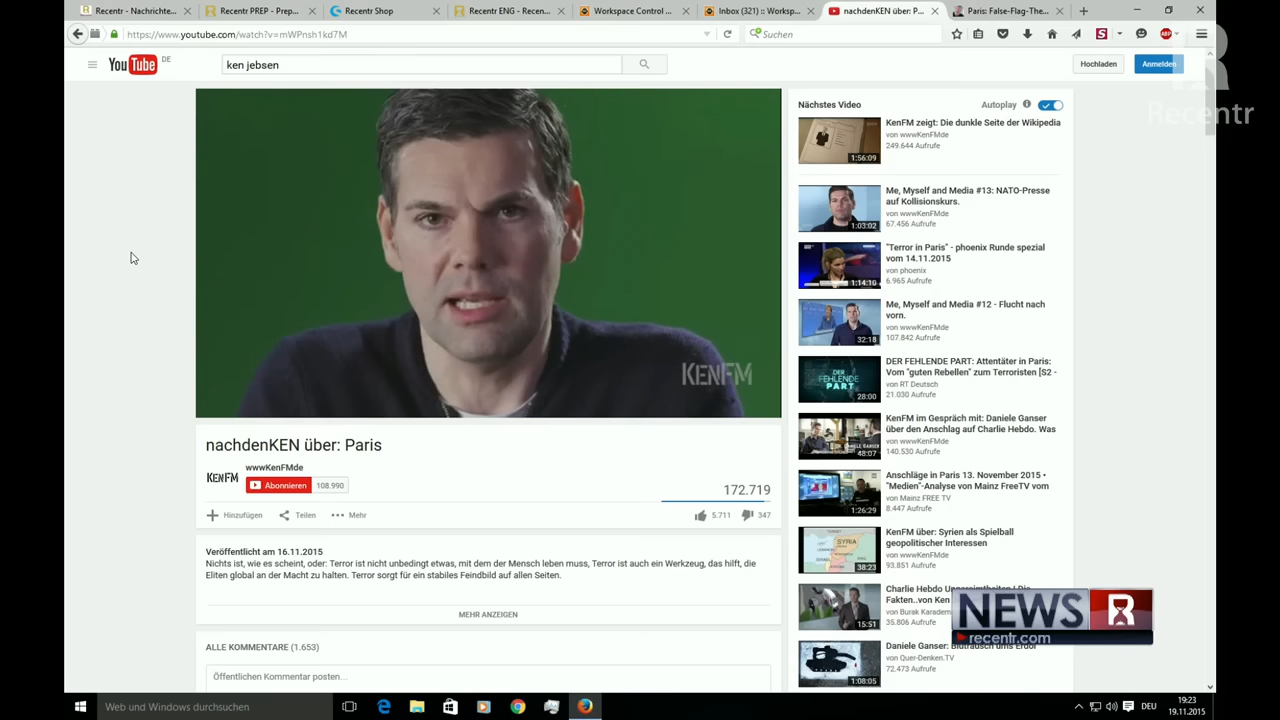 Recentr - Nachrichte...
Recentr PREP - Prep...
Recentr Shop
Recentr ENG - Recen...
Workspace Control ...
Inbox (321) :: Worksp...
nachdenKEN über: P...
Paris: False-Flag-The...
https://www.youtube.com/watch?v=mWPnsh1kd7M
Suchen
YouTube DE
ken jebsen
Hochladen
Anmelden
Recentr
KENFM
nachdenKEN über: Paris
KENFM
wwwKenFMde
Abonnieren 108.990
172.719
Hinzufügen Teilen Mehr
5.711 347
Veröffentlicht am 16.11.2015
Nichts ist, wie es scheint, oder: Terror ist nicht unbedingt etwas, mit dem der Mensch leben muss, Terror ist auch ein Werkzeug, das hilft, die
Eliten global an der Macht zu halten. Terror sorgt für ein stabiles Feindbild auf allen Seiten.
MEHR ANZEIGEN
ALLE KOMMENTARE (1.653)
Öffentlichen Kommentar posten...
Nächstes Video
Autoplay
KenFM zeigt: Die dunkle Seite der Wikipedia
von wwwKenFMde
249.644 Aufrufe
1:56:09
Me, Myself and Media #13: NATO-Presse
auf Kollisionskurs.
von wwwKenFMde
67.456 Aufrufe
1:03:02
"Terror in Paris" - phoenix Runde spezial
vom 14.11.2015
von phoenix
6.965 Aufrufe
1:14:10
Me, Myself and Media #12 - Flucht nach
vorn.
von wwwKenFMde
107.842 Aufrufe
32:18
DER FEHLENDE PART: Attentäter in Paris:
Vom "guten Rebellen" zum Terroristen [S2 -
von RT Deutsch
21.030 Aufrufe
DER
FEHLENDE
PART
28:00
KenFM im Gespräch mit: Daniele Ganser
über den Anschlag auf Charlie Hebdo. Was
von wwwKenFMde
140.530 Aufrufe
DANIELE GANSER
48:07
Anschläge in Paris 13. November 2015 •
"Medien"-Analyse von Mainz FreeTV vom
von Mainz FREE TV
8.447 Aufrufe
1:26:29
KenFM über: Syrien als Spielball
geopolitischer Interessen
von wwwKenFMde
93.851 Aufrufe
SYRIA
38:23
Charlie Hebdo
Fakten..von Ken
von Burak Karadem
35.806 Aufrufe
15:51
Daniele Ganser: Blutrausch ums Erdöl
von Quer-Denken.TV
72.473 Aufrufe
1:08:05
NEWS R
recentr.com
Web und Windows durchsuchen
DEU
19:23
19.11.2015